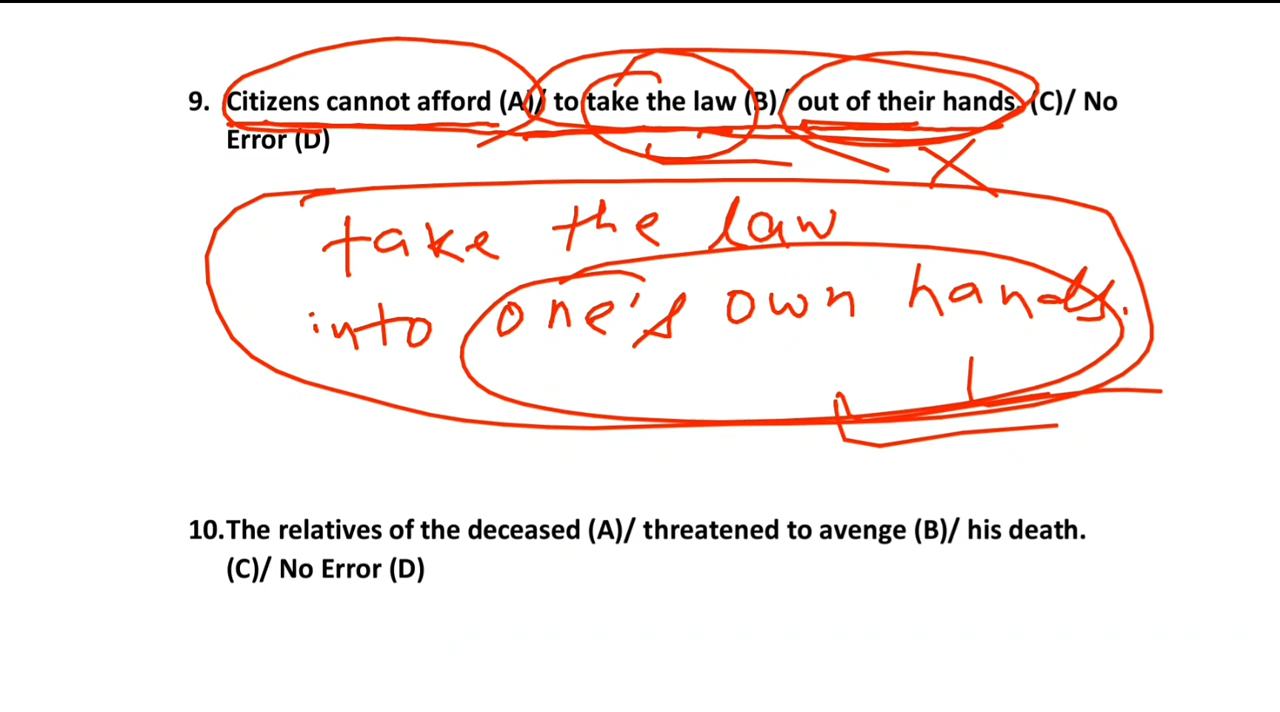 9. Citizens cannot afford (A)/ to take the law (B)/ out of their hands. (C)/ No
Error (D)
take the law
into one's own hands.
10.The relatives of the deceased (A)/ threatened to avenge (B)/ his death.
(C)/ No Error (D)